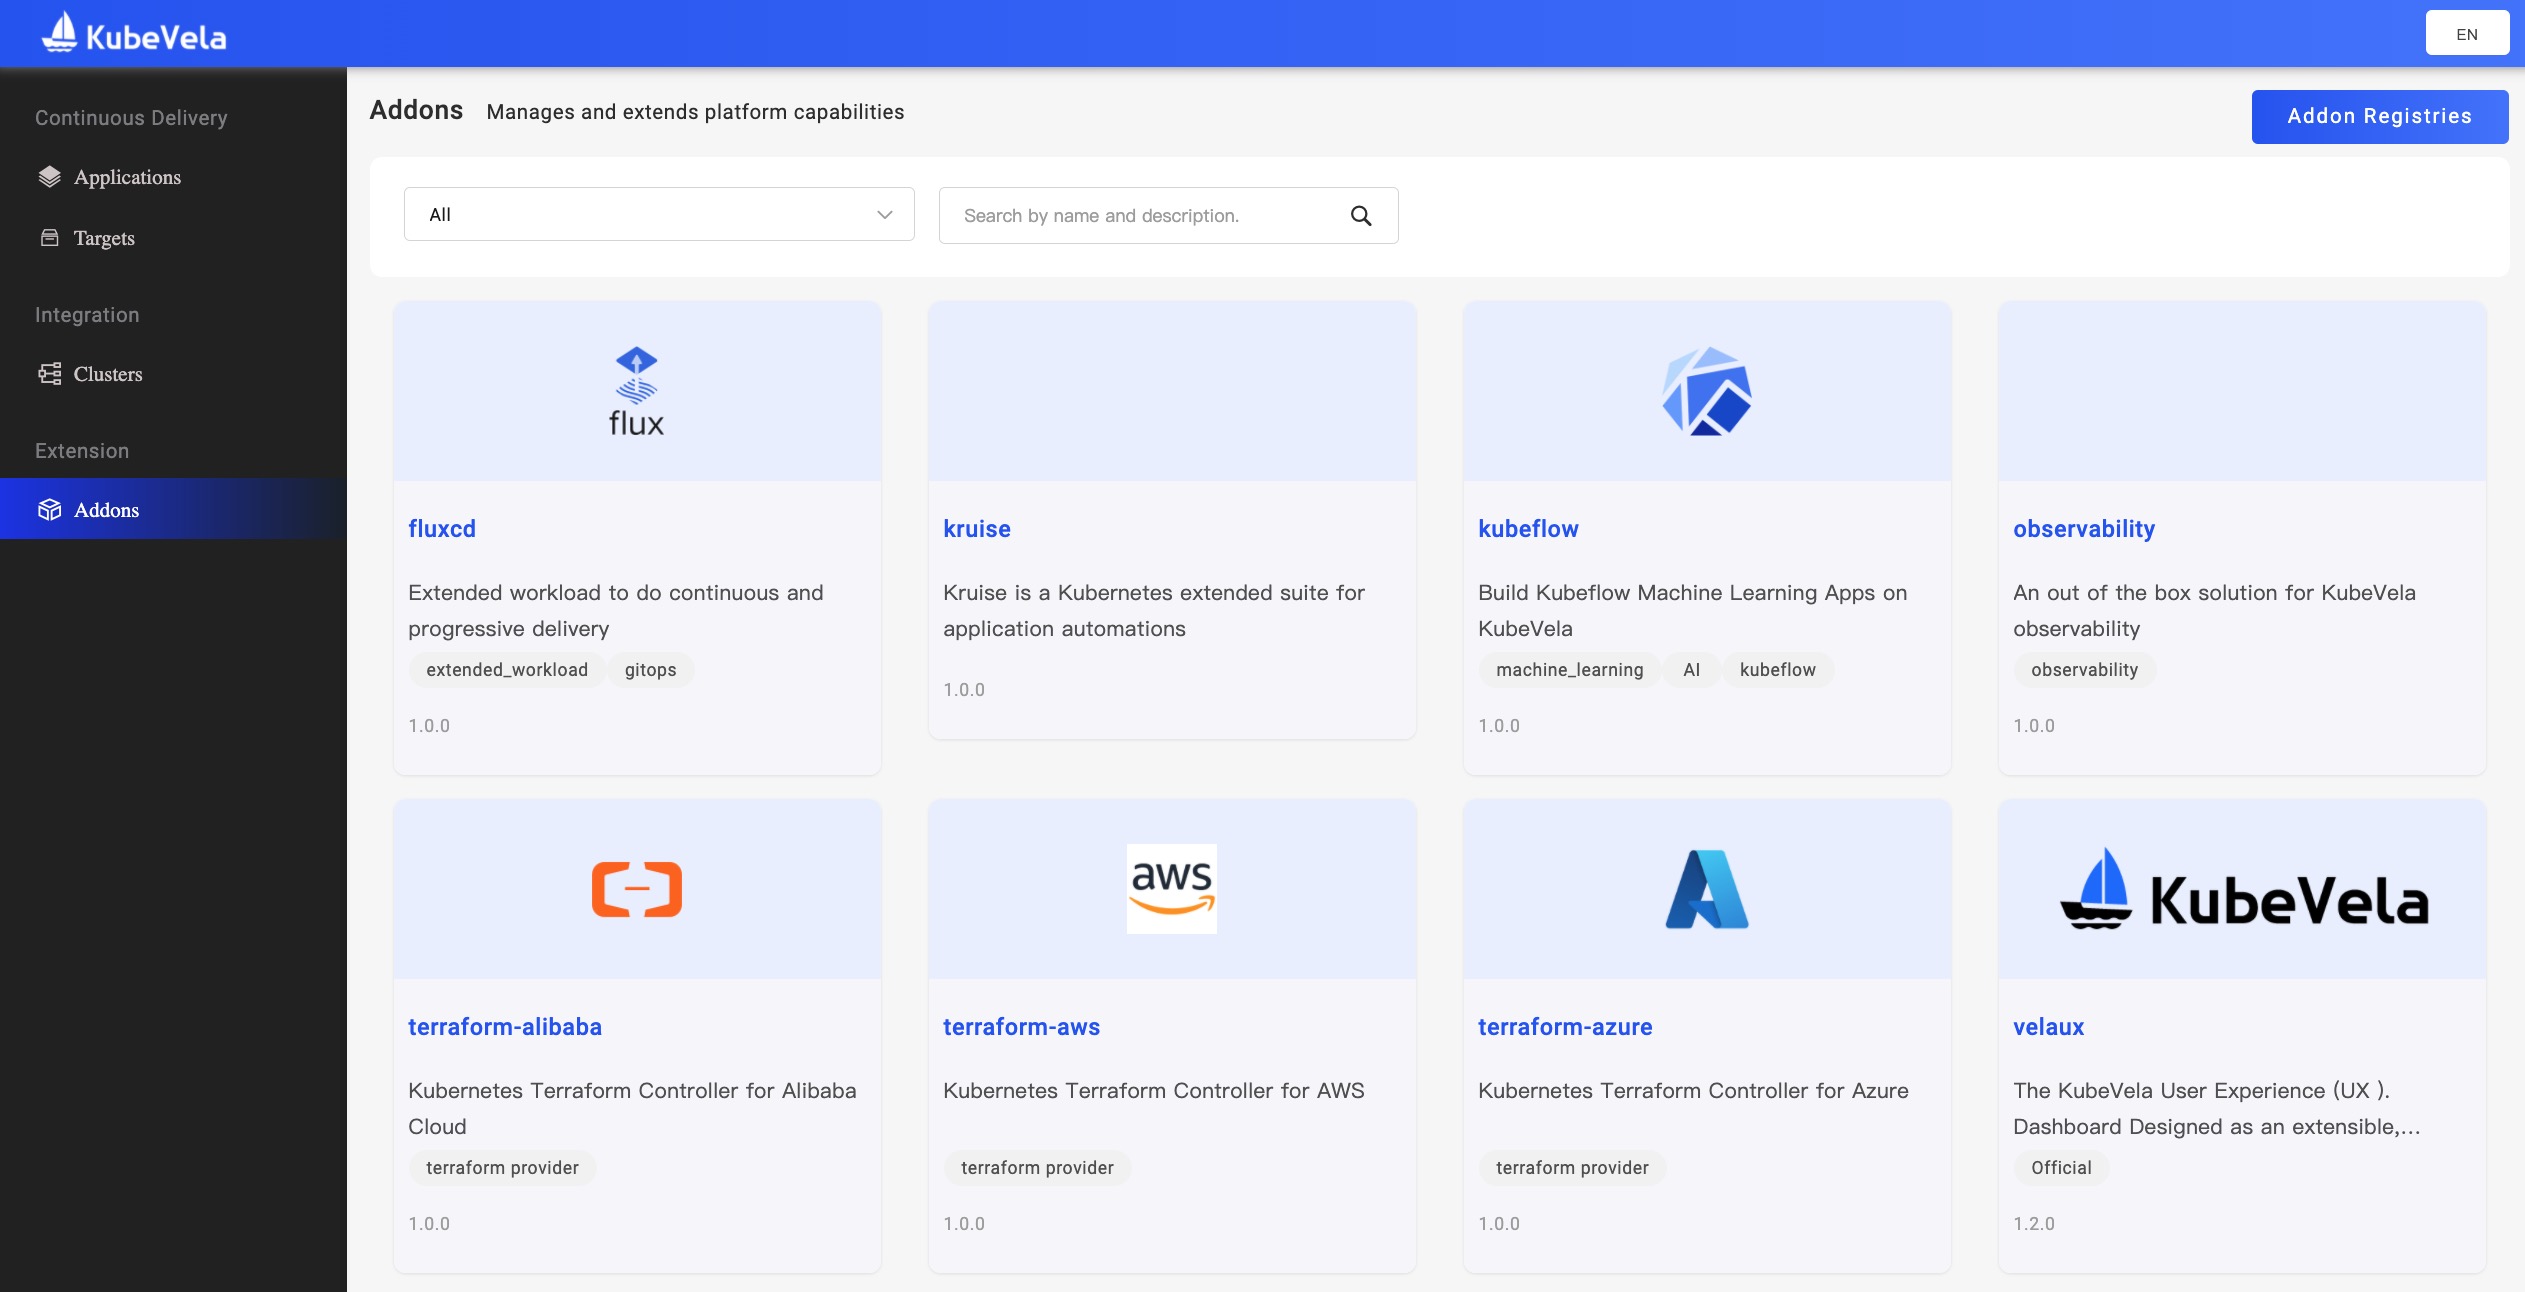 KubeVela
EN
Continuous Delivery
Applications
Targets
Integration
Clusters
Extension
Addons
Addons Manages and extends platform capabilities
Addon Registries
All
Search by name and description.
flux
fluxcd
Extended workload to do continuous and
progressive delivery
extended_workload gitops
1.0.0
kruise
Kruise is a Kubernetes extended suite for
application automations
1.0.0
kubeflow
Build Kubeflow Machine Learning Apps on
KubeVela
machine_learning AI kubeflow
1.0.0
observability
An out of the box solution for KubeVela
observability
observability
1.0.0
terraform-alibaba
Kubernetes Terraform Controller for Alibaba
Cloud
terraform provider
1.0.0
aws
terraform-aws
Kubernetes Terraform Controller for AWS
terraform provider
1.0.0
terraform-azure
Kubernetes Terraform Controller for Azure
terraform provider
1.0.0
KubeVela
velaux
The KubeVela User Experience (UX ).
Dashboard Designed as an extensible,...
Official
1.2.0